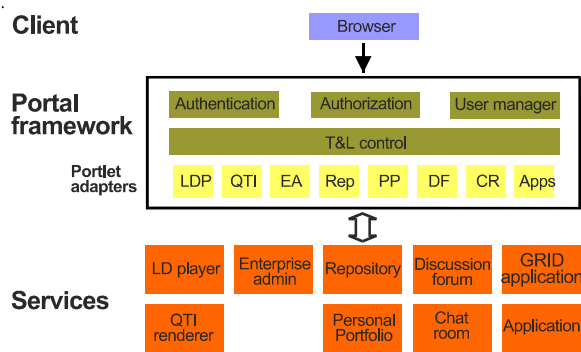 Client
Browser
Portal
framework
Authentication
Authorization
User manager
T&L control
Portlet
adapters
LDP
QTI
EA
Rep
PP
DF
CR
Apps
Services
LD player
Enterprise
admin
Repository
Discussion
forum
GRID
application
QTI
renderer
Personal
Portfolio
Chat
room
Application